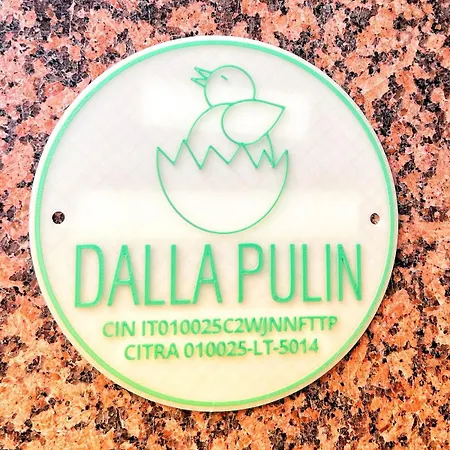 DALLA PULIN
CIN IT010025C2WJNNFTTP
CITRA 010025-LT-5014